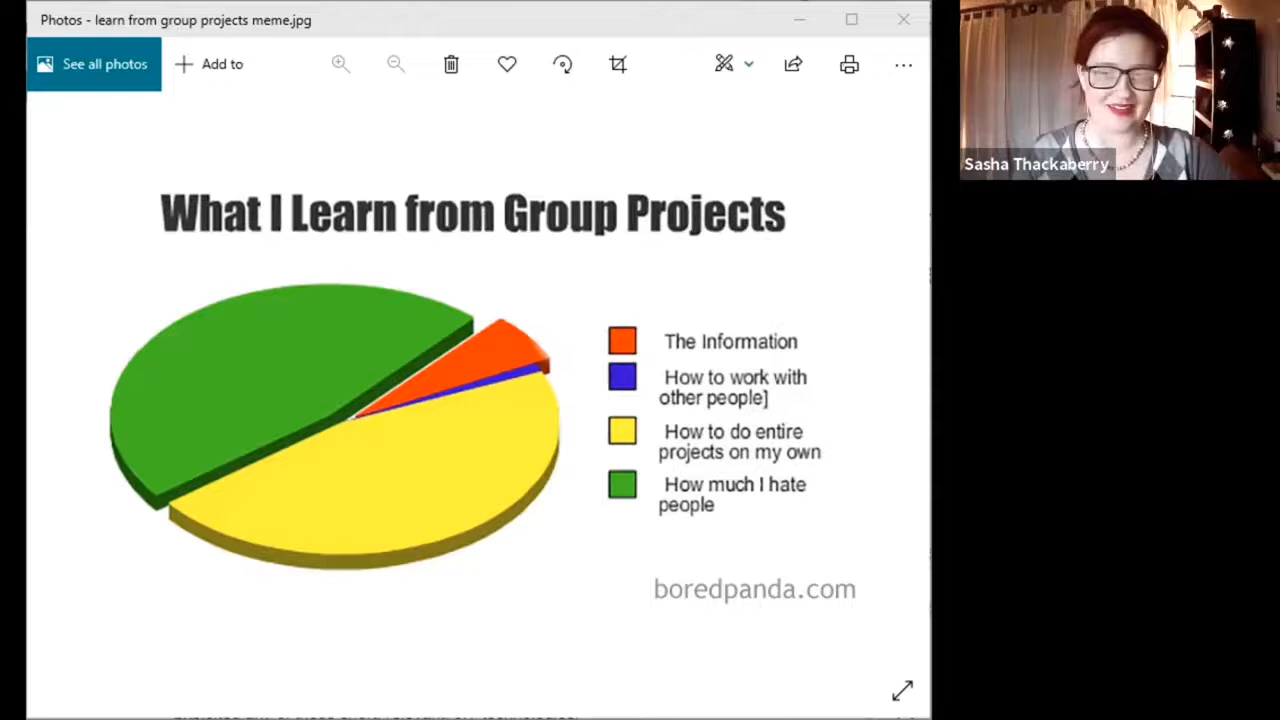 Photos - learn from group projects meme.jpg
See all photos
Add to
Sasha Thackaberry
What I Learn from Group Projects
The Information
How to work with
other people]
How to do entire
projects on my own
How much I hate
people
boredpanda.com